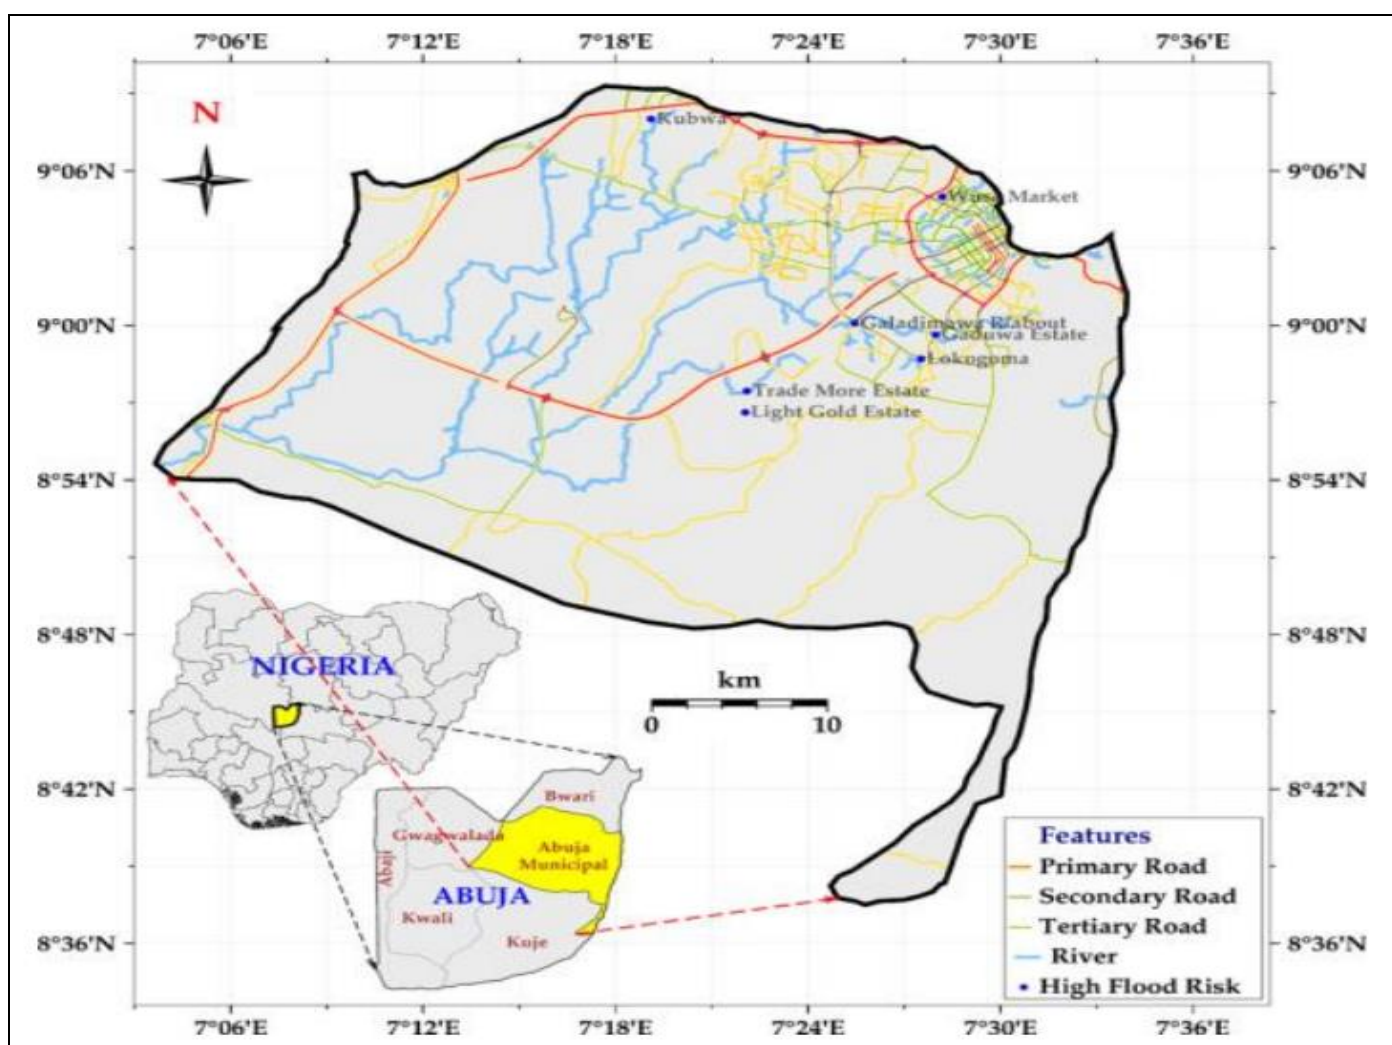 7°06'E 7°12'E 7°18'E 7°24'E 7°30'E 7°36'E
N
Kubwa
9°06'N 9°06'N
Wuse Market
9°00'N 9°00'N
Galadimawa R/about
Gaduwa Estate
Lokogoma
Trade More Estate
Light Gold Estate
8°54'N 8°54'N
8°48'N 8°48'N
NIGERIA
km
0 10
8°42'N 8°42'N
Bwari
Gwagwalada
Abuja
Municipal
Abaji
ABUJA
Kwali
Kuje
8°36'N 8°36'N
Features
Primary Road
Secondary Road
Tertiary Road
River
High Flood Risk
7°06'E 7°12'E 7°18'E 7°24'E 7°30'E 7°36'E